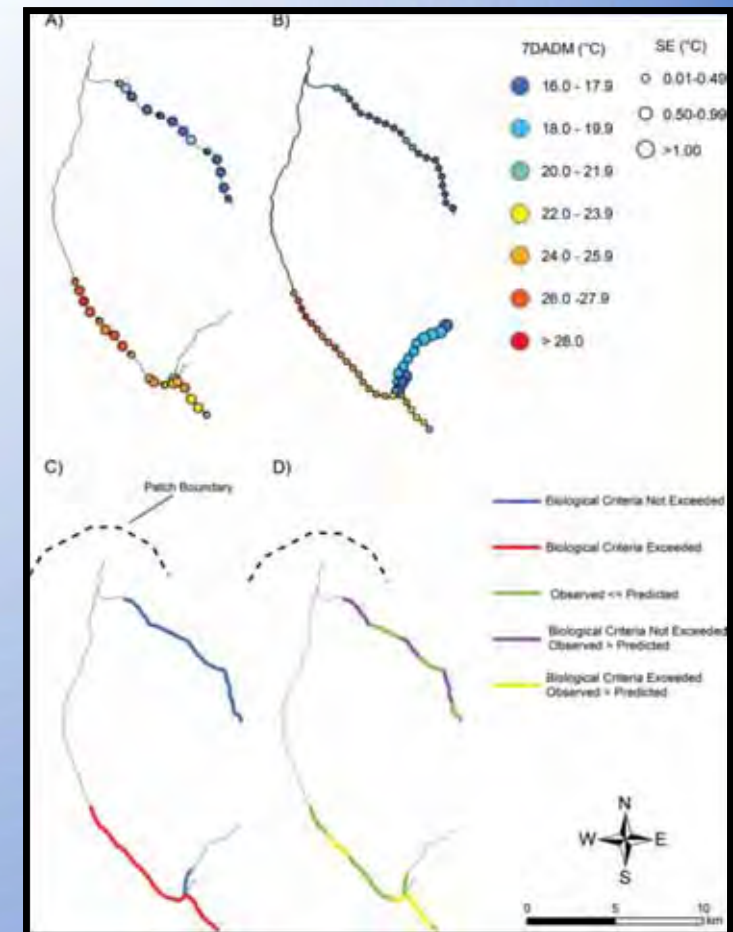 A)
B)
7DADM (°C)
16.0 - 17.9
18.0 - 19.9
20.0 - 21.9
22.0 - 23.9
24.0 - 25.9
26.0 -27.9
> 28.0
SE (°C)
0.01-0.49
0.50-0.99
>1.00
C)
D)
Patch Boundary
Biological Criteria Not Exceeded
Biological Criteria Exceeded
Observed <= Predicted
Biological Criteria Not Exceeded
Observed > Predicted
Biological Criteria Exceeded
Observed > Predicted
N
W
E
S
0
5
10
km